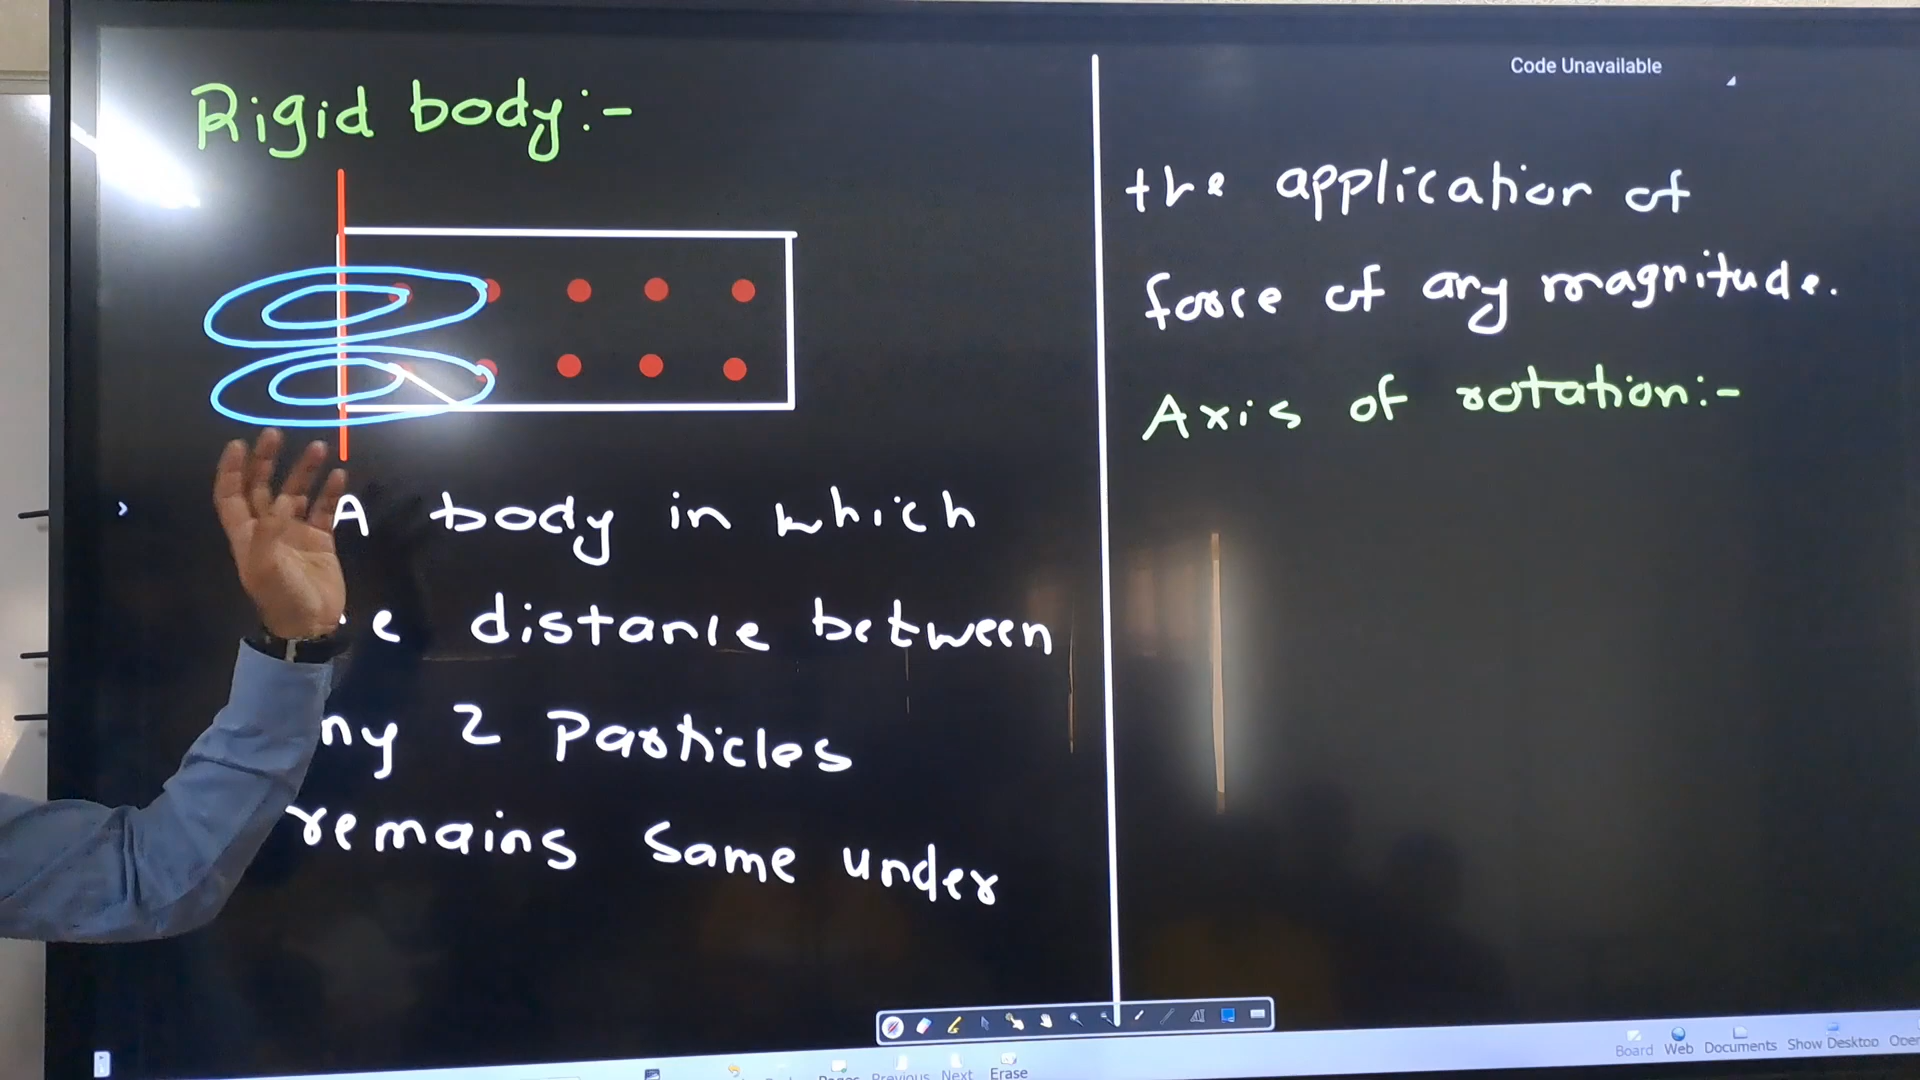 Rigid body:-
A body in which
distance between
2 Particles
remains same under
Code Unavailable
the application of
force of any magnitude.
Axis of rotation:-
Board Web Documents Show Desktop
Previous Next Erase